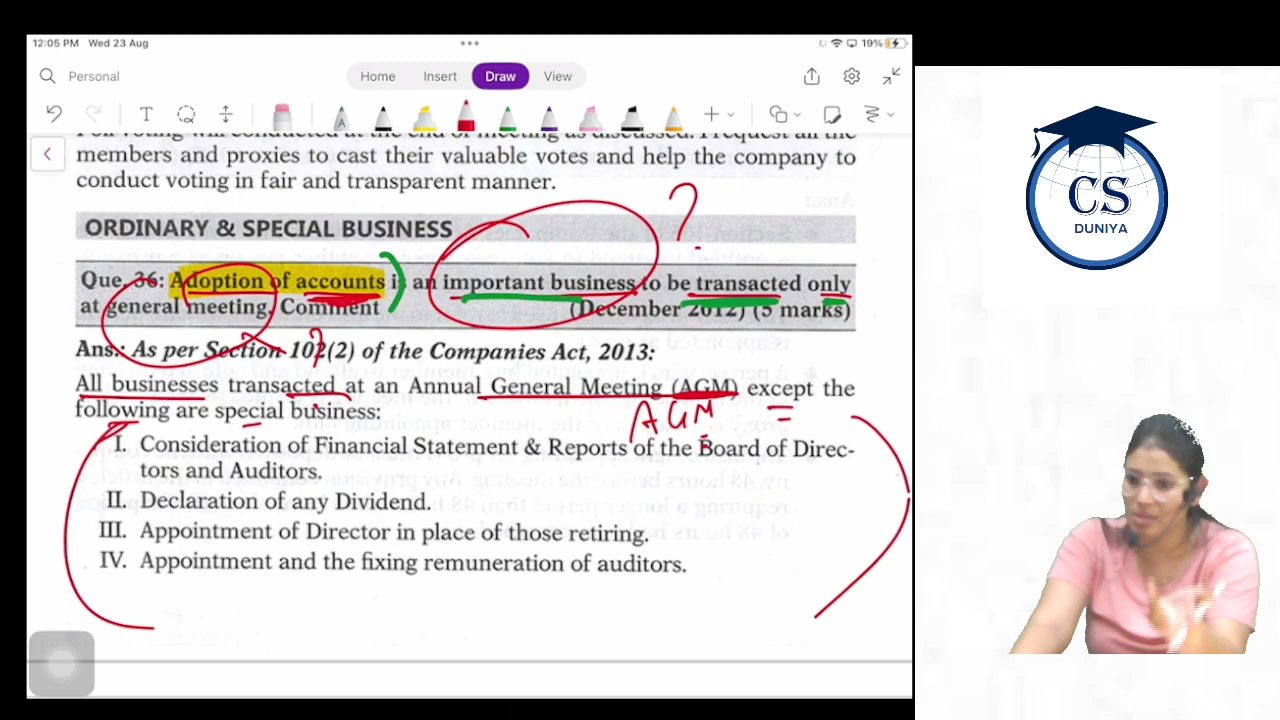 12:05 PM Wed 23 Aug
19%
Personal
Home Insert Draw View
members and proxies to cast their valuable votes and help the company to
conduct voting in fair and transparent manner.
ORDINARY & SPECIAL BUSINESS
Que. 36: Adoption of accounts is an important business to be transacted only
at general meeting. Comment (December 2012) (5 marks)
Ans.: As per Section 102(2) of the Companies Act, 2013:
All businesses transacted at an Annual General Meeting (AGM) except the
following are special business:
AGM
I. Consideration of Financial Statement & Reports of the Board of Direc-
tors and Auditors.
II. Declaration of any Dividend.
III. Appointment of Director in place of those retiring.
IV. Appointment and the fixing remuneration of auditors.
?
?
CS
DUNIYA